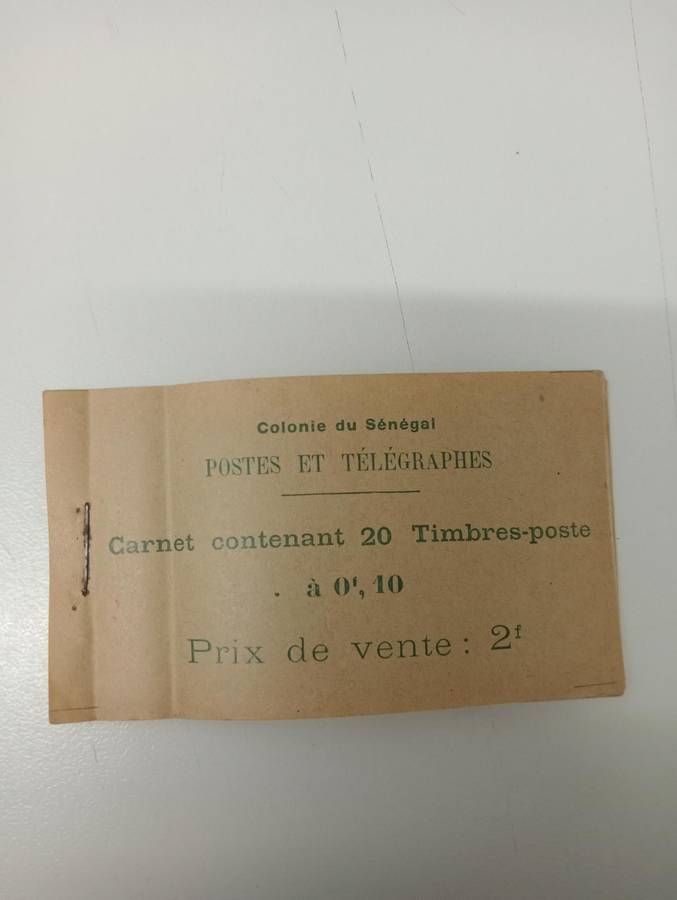 Colonie du Sénégal
POSTES ET TÉLÉGRAPHES
Carnet contenant 20 Timbres-poste
à 0f, 10
Prix de vente : 2f